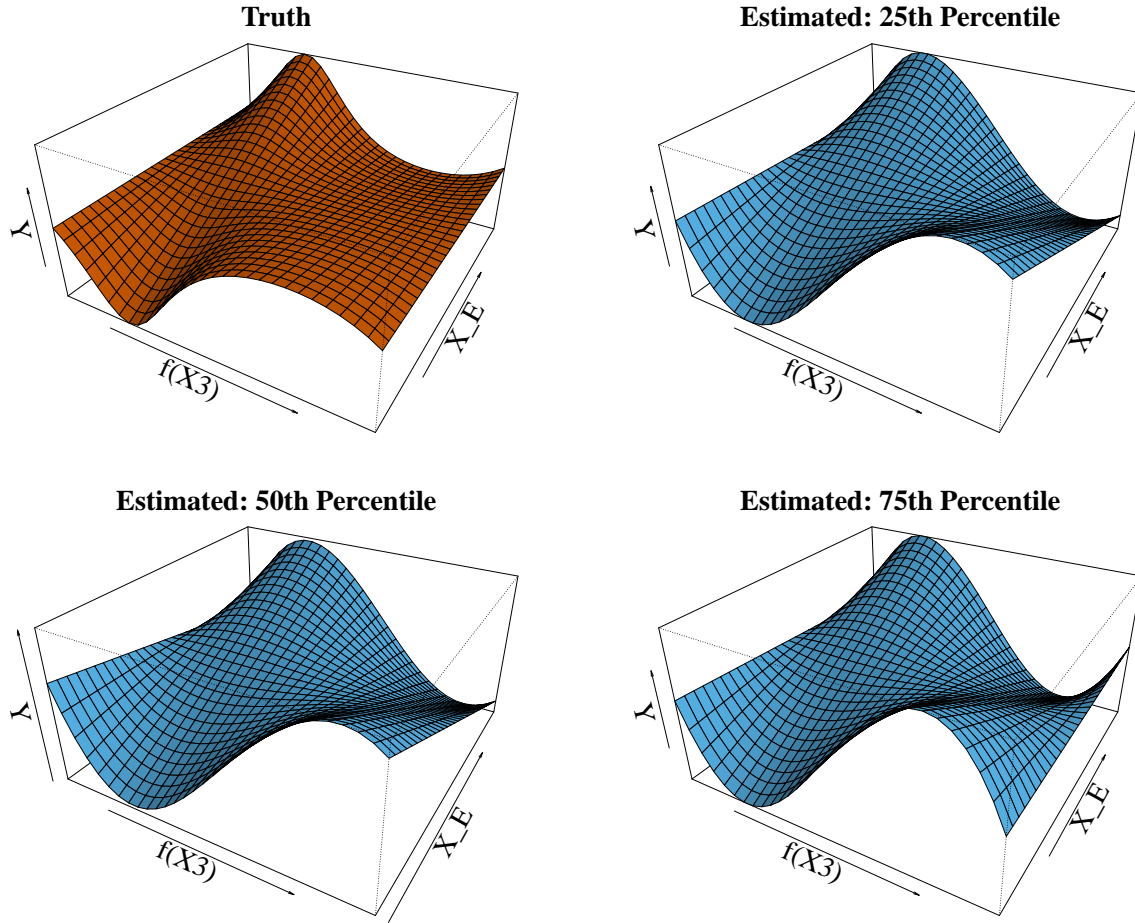 Truth
Y
f(X3)
X_E
Estimated: 25th Percentile
Y
f(X3)
X_E
Estimated: 50th Percentile
Y
f(X3)
X_E
Estimated: 75th Percentile
Y
f(X3)
X_E